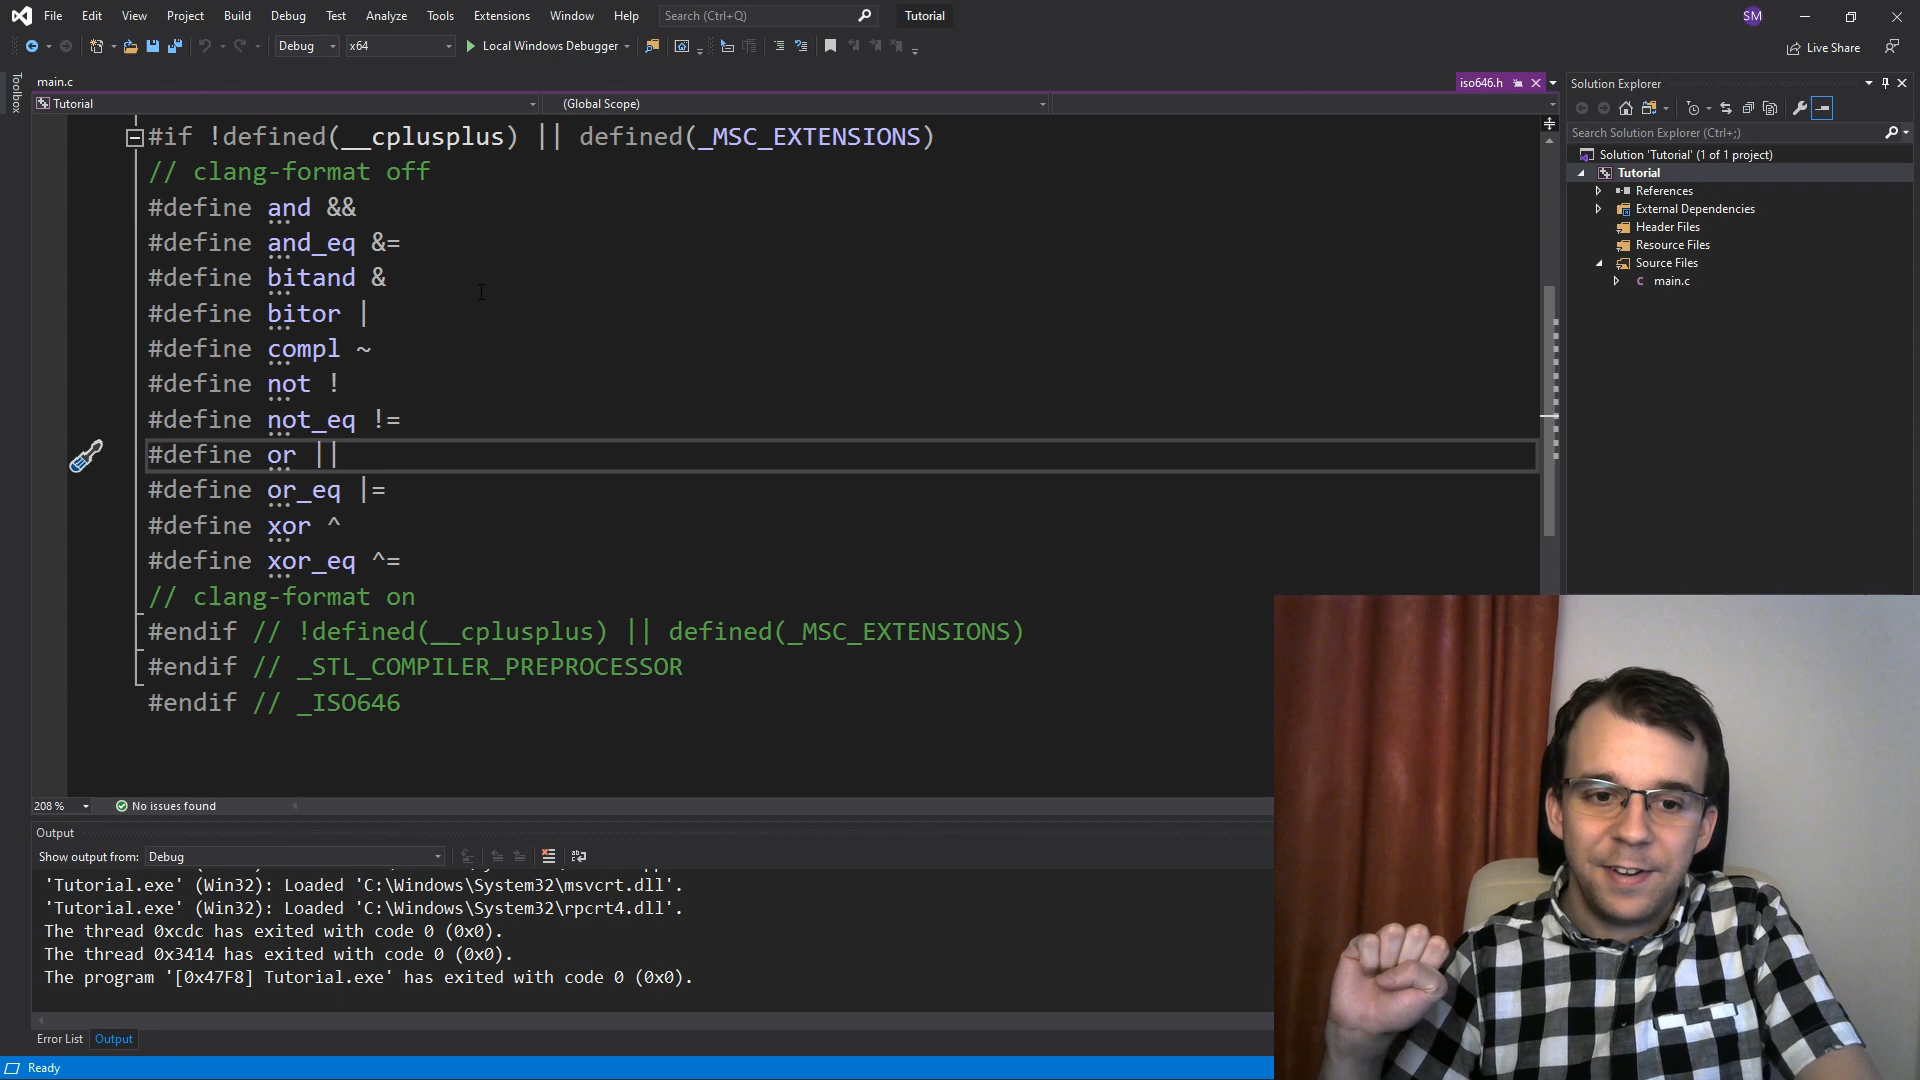 File Edit View Project Build Debug Test Analyze Tools Extensions Window Help Search (Ctrl+Q) Tutorial SM
Debug x64 Local Windows Debugger Live Share
Toolbox
main.c iso646.h
Tutorial (Global Scope)
#if !defined(__cplusplus) || defined(_MSC_EXTENSIONS)
// clang-format off
#define and &&
#define and_eq &=
#define bitand &
#define bitor |
#define compl ~
#define not !
#define not_eq !=
#define or ||
#define or_eq |=
#define xor ^
#define xor_eq ^=
// clang-format on
#endif // !defined(__cplusplus) || defined(_MSC_EXTENSIONS)
#endif // _STL_COMPILER_PREPROCESSOR
#endif // _ISO646
208 % No issues found
Solution Explorer
Search Solution Explorer (Ctrl+;)
Solution 'Tutorial' (1 of 1 project)
Tutorial
References
External Dependencies
Header Files
Resource Files
Source Files
C main.c
Output
Show output from: Debug
'Tutorial.exe' (Win32): Loaded 'C:\Windows\System32\msvcrt.dll'.
'Tutorial.exe' (Win32): Loaded 'C:\Windows\System32\rpcrt4.dll'.
The thread 0xcdc has exited with code 0 (0x0).
The thread 0x3414 has exited with code 0 (0x0).
The program '[0x47F8] Tutorial.exe' has exited with code 0 (0x0).
Error List Output
Ready